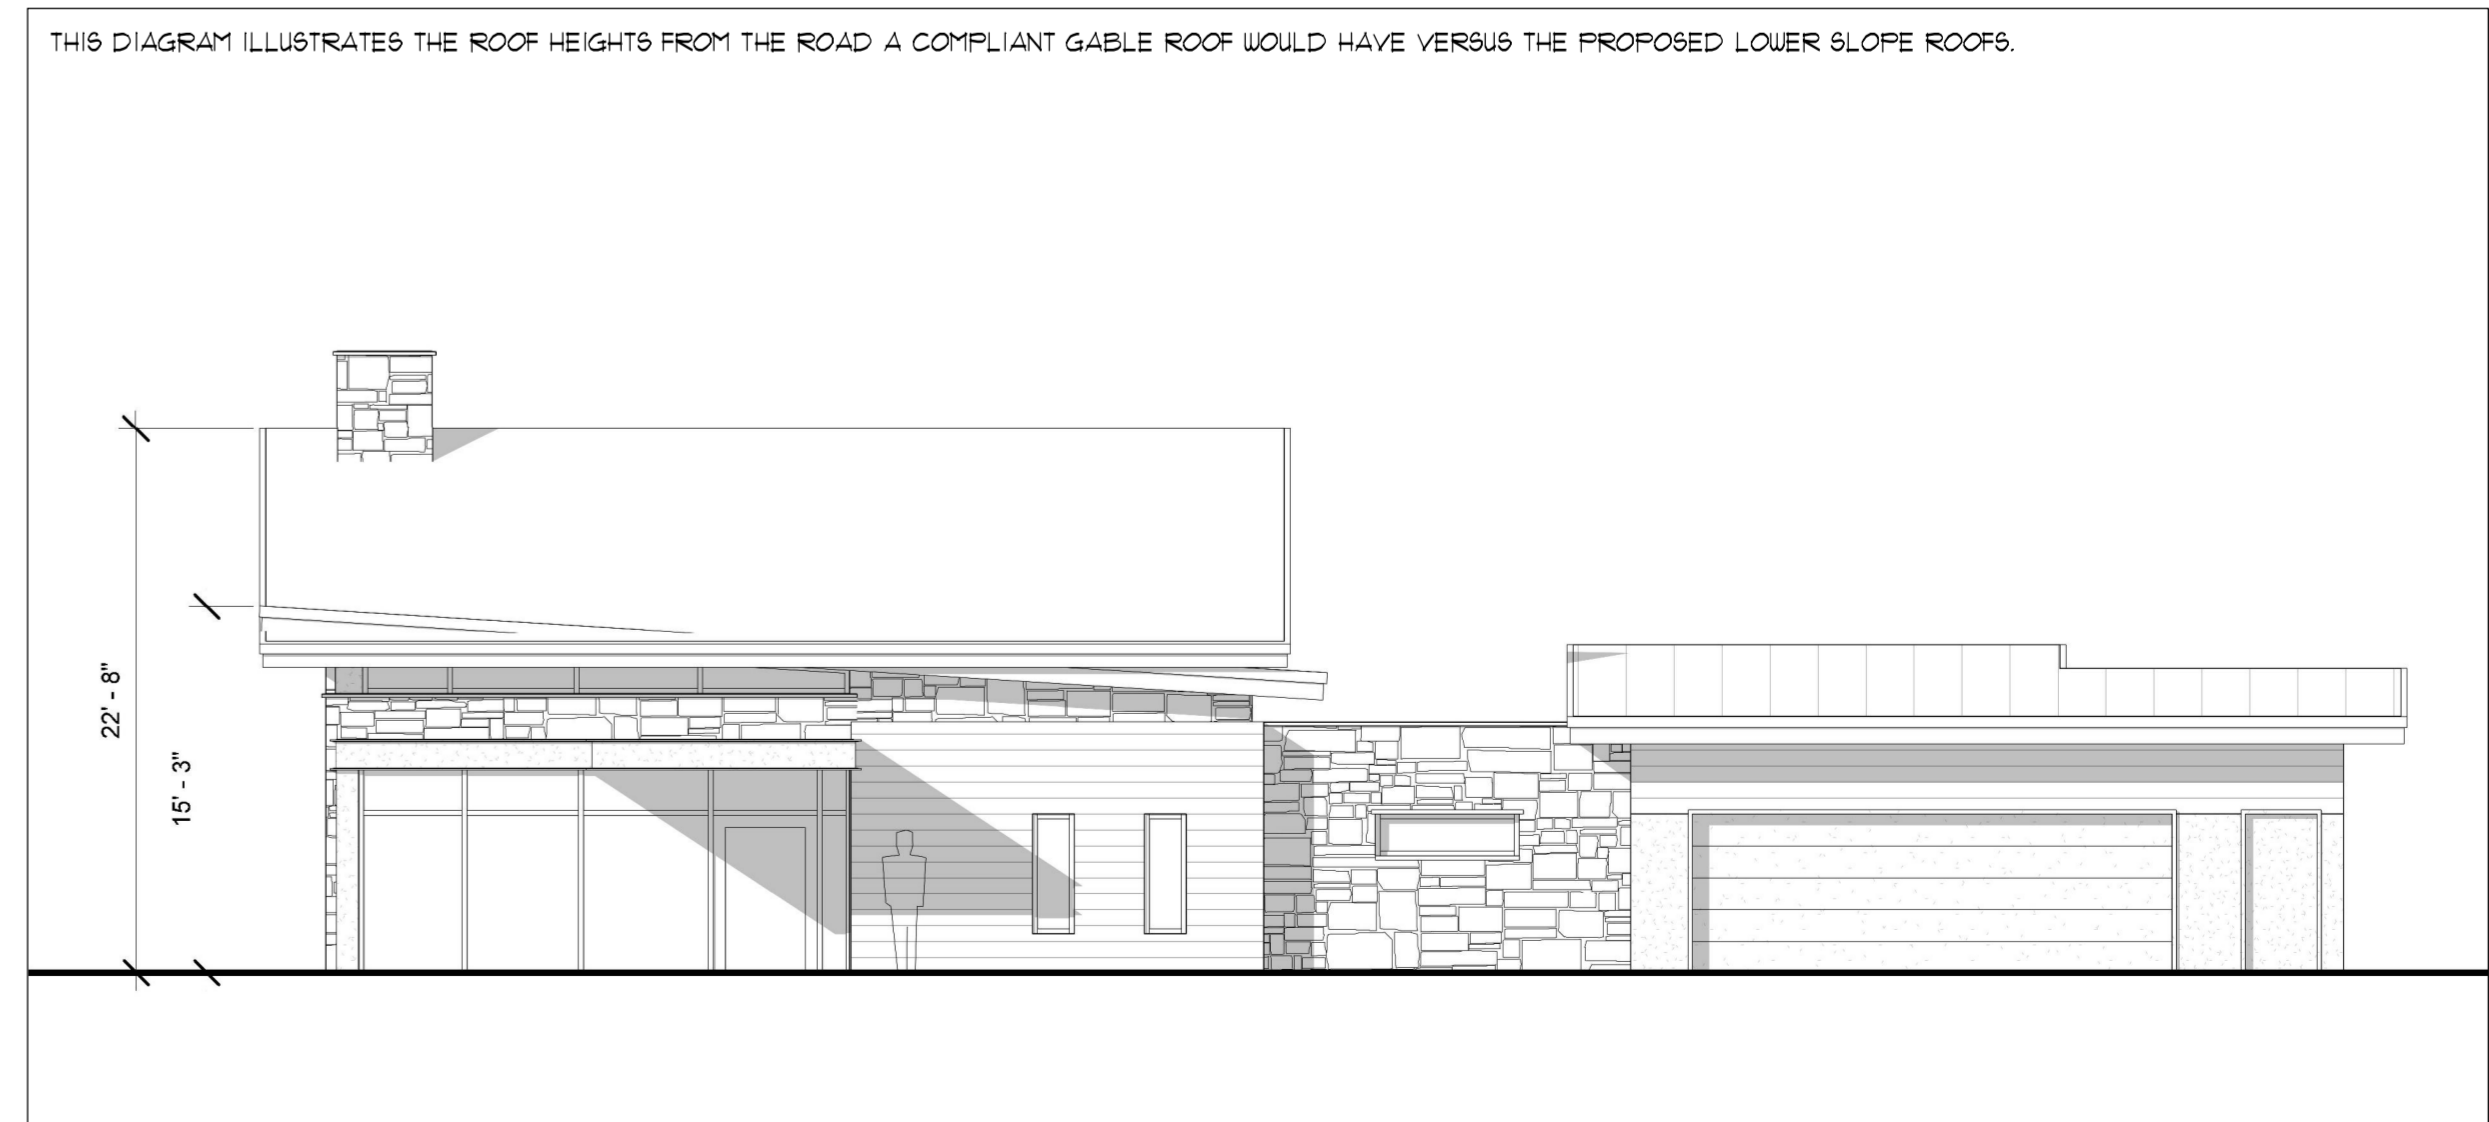 THIS DIAGRAM ILLUSTRATES THE ROOF HEIGHTS FROM THE ROAD A COMPLIANT GABLE ROOF WOULD HAVE VERSUS THE PROPOSED LOWER SLOPE ROOFS.
22' - 8"
15' - 3"